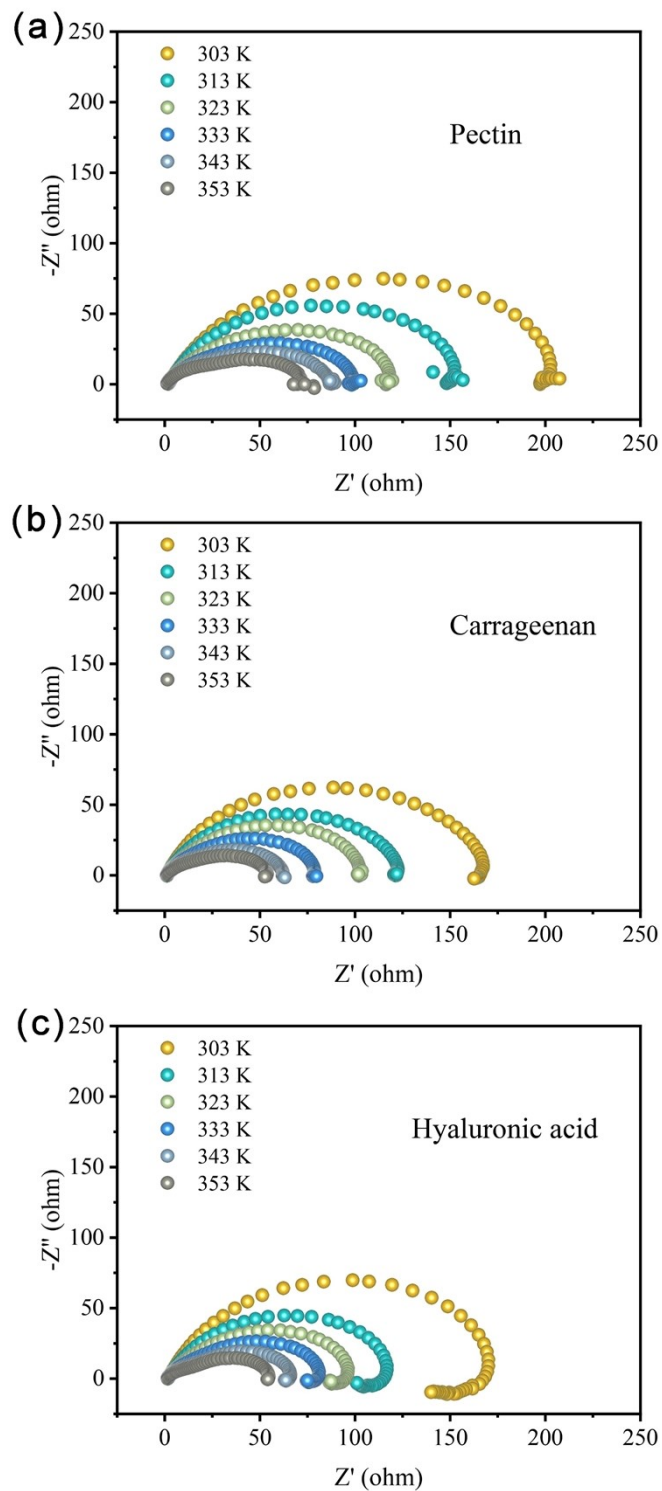 (a)
250
200
150
100
50
0
-Z" (ohm)
303 K
313 K
323 K
333 K
343 K
353 K
Pectin
0 50 100 150 200 250
Z' (ohm)
(b)
250
200
150
100
50
0
-Z" (ohm)
303 K
313 K
323 K
333 K
343 K
353 K
Carrageenan
0 50 100 150 200 250
Z' (ohm)
(c)
250
200
150
100
50
0
-Z" (ohm)
303 K
313 K
323 K
333 K
343 K
353 K
Hyaluronic acid
0 50 100 150 200 250
Z' (ohm)